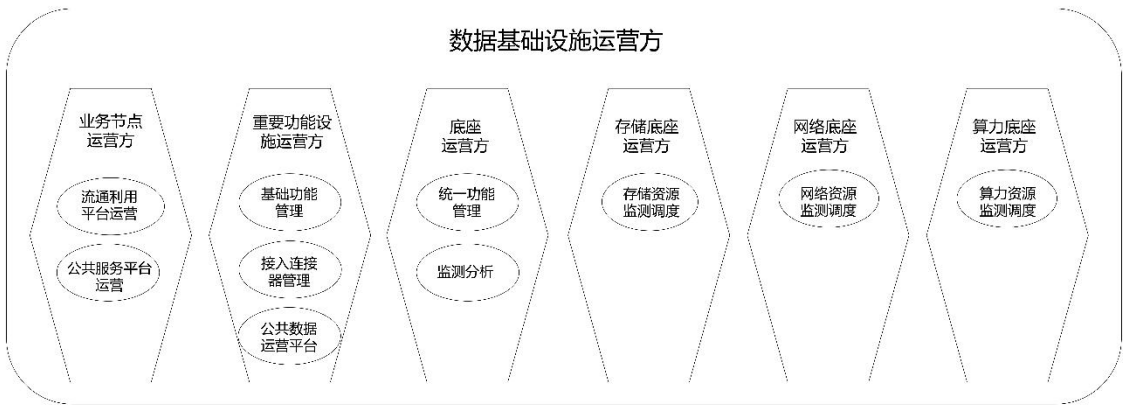 数据基础设施运营方
业务节点
运营方
流通利用
平台运营
公共服务平台
运营
重要功能设
施运营方
基础功能
管理
接入连接
器管理
公共数据
运营平台
底座
运营方
统一功能
管理
监测分析
存储底座
运营方
存储资源
监测调度
网络底座
运营方
网络资源
监测调度
算力底座
运营方
算力资源
监测调度